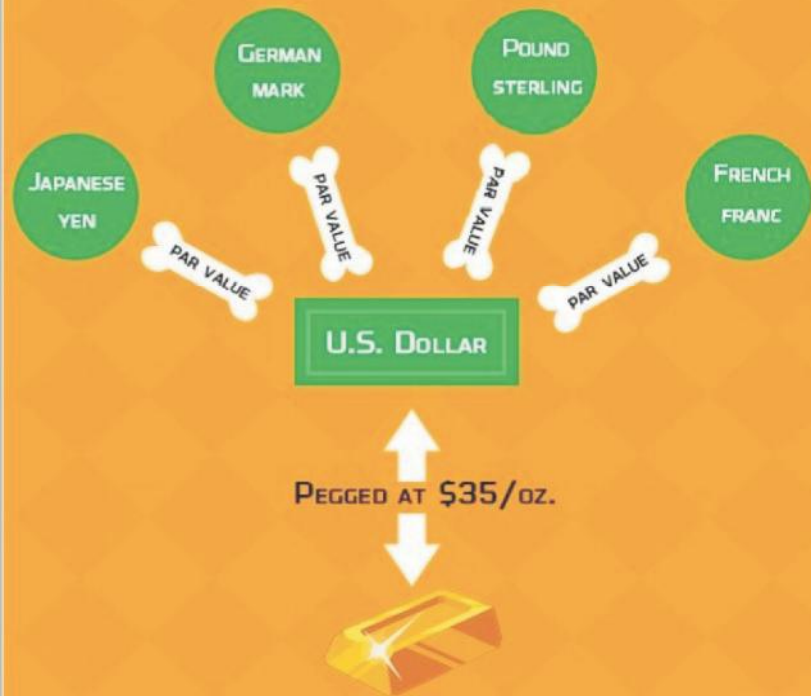 GERMAN
MARK
POUND
STERLING
JAPANESE
YEN
FRENCH
FRANC
PAR VALUE
PAR VALUE
PAR VALUE
PAR VALUE
U.S. DOLLAR
PEGGED AT $35/OZ.